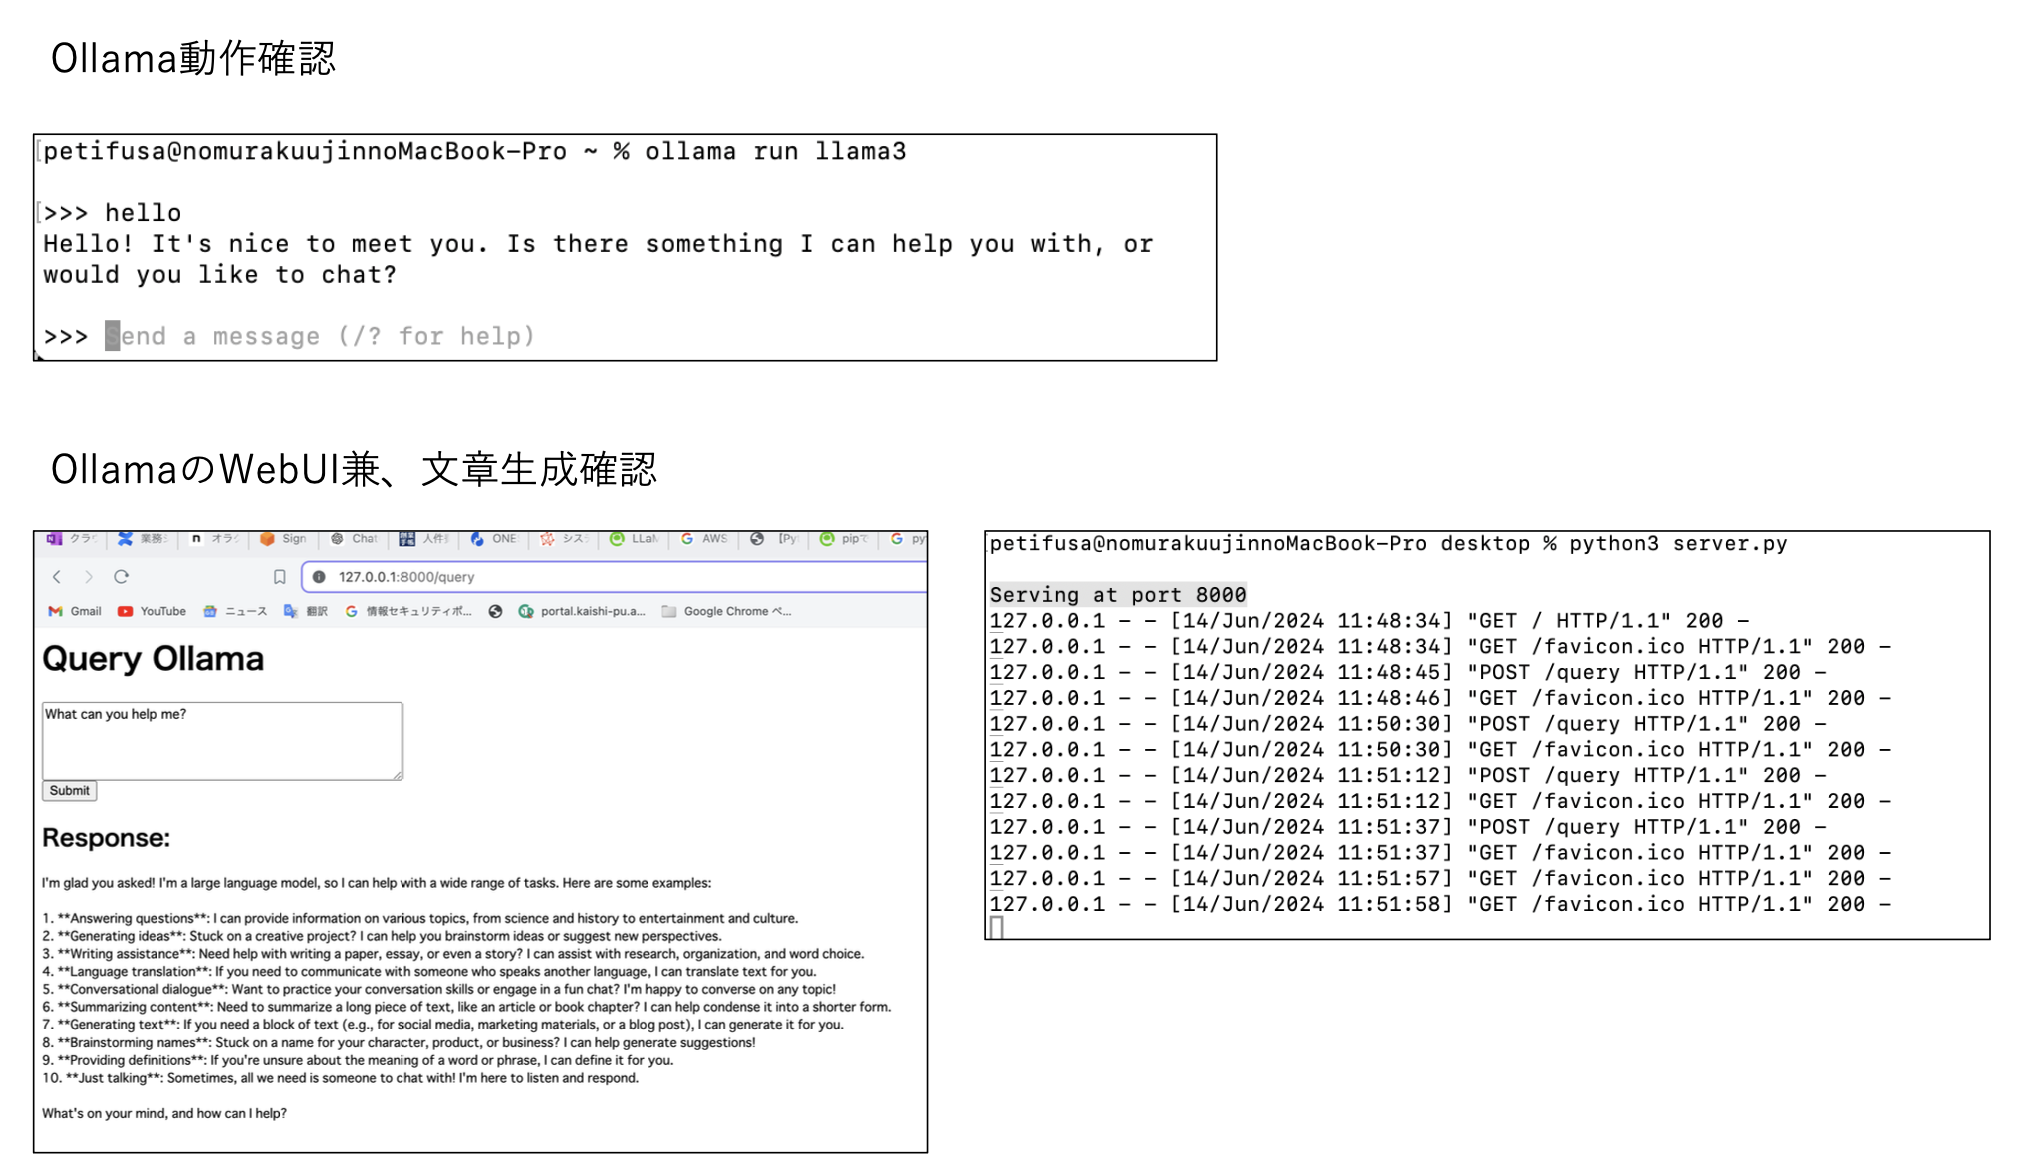 Ollama動作確認
petifusa@nomurakuujinnoMacBook-Pro ~ % ollama run llama3
>>> hello
Hello! It's nice to meet you. Is there something I can help you with, or
would you like to chat?
>>> Send a message (/? for help)
OllamaのWebUI兼、文章生成確認
クラウ 業務シ オラク Sign Chat 人件費 ONE シス LLaM AWS [Py pipで py
127.0.0.1:8000/query
Gmail YouTube ニュース 翻訳 情報セキュリティポ... portal.kaishi-pu.a... Google Chrome ペ...
Query Ollama
What can you help me?
Submit
Response:
I'm glad you asked! I'm a large language model, so I can help with a wide range of tasks. Here are some examples:
1. **Answering questions**: I can provide information on various topics, from science and history to entertainment and culture.
2. **Generating ideas**: Stuck on a creative project? I can help you brainstorm ideas or suggest new perspectives.
3. **Writing assistance**: Need help with writing a paper, essay, or even a story? I can assist with research, organization, and word choice.
4. **Language translation**: If you need to communicate with someone who speaks another language, I can translate text for you.
5. **Conversational dialogue**: Want to practice your conversation skills or engage in a fun chat? I'm happy to converse on any topic!
6. **Summarizing content**: Need to summarize a long piece of text, like an article or book chapter? I can help condense it into a shorter form.
7. **Generating text**: If you need a block of text (e.g., for social media, marketing materials, or a blog post), I can generate it for you.
8. **Brainstorming names**: Stuck on a name for your character, product, or business? I can help generate suggestions!
9. **Providing definitions**: If you're unsure about the meaning of a word or phrase, I can define it for you.
10. **Just talking**: Sometimes, all we need is someone to chat with! I'm here to listen and respond.
What's on your mind, and how can I help?
petifusa@nomurakuujinnoMacBook-Pro desktop % python3 server.py
Serving at port 8000
127.0.0.1 - - [14/Jun/2024 11:48:34] "GET / HTTP/1.1" 200 -
127.0.0.1 - - [14/Jun/2024 11:48:34] "GET /favicon.ico HTTP/1.1" 200 -
127.0.0.1 - - [14/Jun/2024 11:48:45] "POST /query HTTP/1.1" 200 -
127.0.0.1 - - [14/Jun/2024 11:48:46] "GET /favicon.ico HTTP/1.1" 200 -
127.0.0.1 - - [14/Jun/2024 11:50:30] "POST /query HTTP/1.1" 200 -
127.0.0.1 - - [14/Jun/2024 11:50:30] "GET /favicon.ico HTTP/1.1" 200 -
127.0.0.1 - - [14/Jun/2024 11:51:12] "POST /query HTTP/1.1" 200 -
127.0.0.1 - - [14/Jun/2024 11:51:12] "GET /favicon.ico HTTP/1.1" 200 -
127.0.0.1 - - [14/Jun/2024 11:51:37] "POST /query HTTP/1.1" 200 -
127.0.0.1 - - [14/Jun/2024 11:51:37] "GET /favicon.ico HTTP/1.1" 200 -
127.0.0.1 - - [14/Jun/2024 11:51:57] "GET /favicon.ico HTTP/1.1" 200 -
127.0.0.1 - - [14/Jun/2024 11:51:58] "GET /favicon.ico HTTP/1.1" 200 -